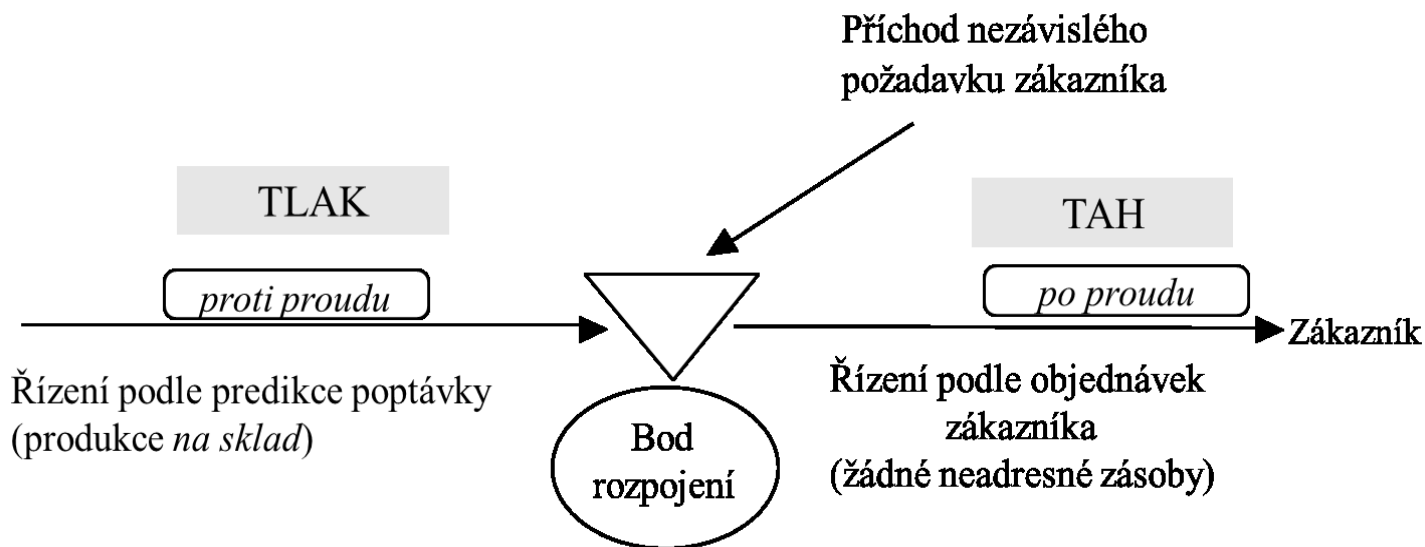 Příchod nezávislého
požadavku zákazníka
TLAK
TAH
proti proudu
po proudu
Zákazník
Řízení podle predikce poptávky
(produkce na sklad)
Bod
rozpojení
Řízení podle objednávek
zákazníka
(žádné neadresné zásoby)